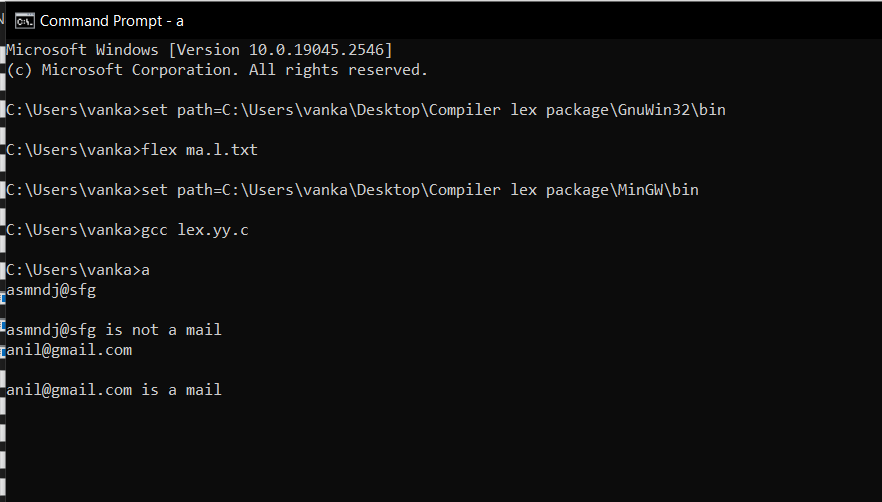 Command Prompt - a
Microsoft Windows [Version 10.0.19045.2546]
(c) Microsoft Corporation. All rights reserved.
C:\Users\vanka>set path=C:\Users\vanka\Desktop\Compiler lex package\GnuWin32\bin
C:\Users\vanka>flex ma.l.txt
C:\Users\vanka>set path=C:\Users\vanka\Desktop\Compiler lex package\MinGW\bin
C:\Users\vanka>gcc lex.yy.c
C:\Users\vanka>a
asmndj@sfg
asmndj@sfg is not a mail
anil@gmail.com
anil@gmail.com is a mail